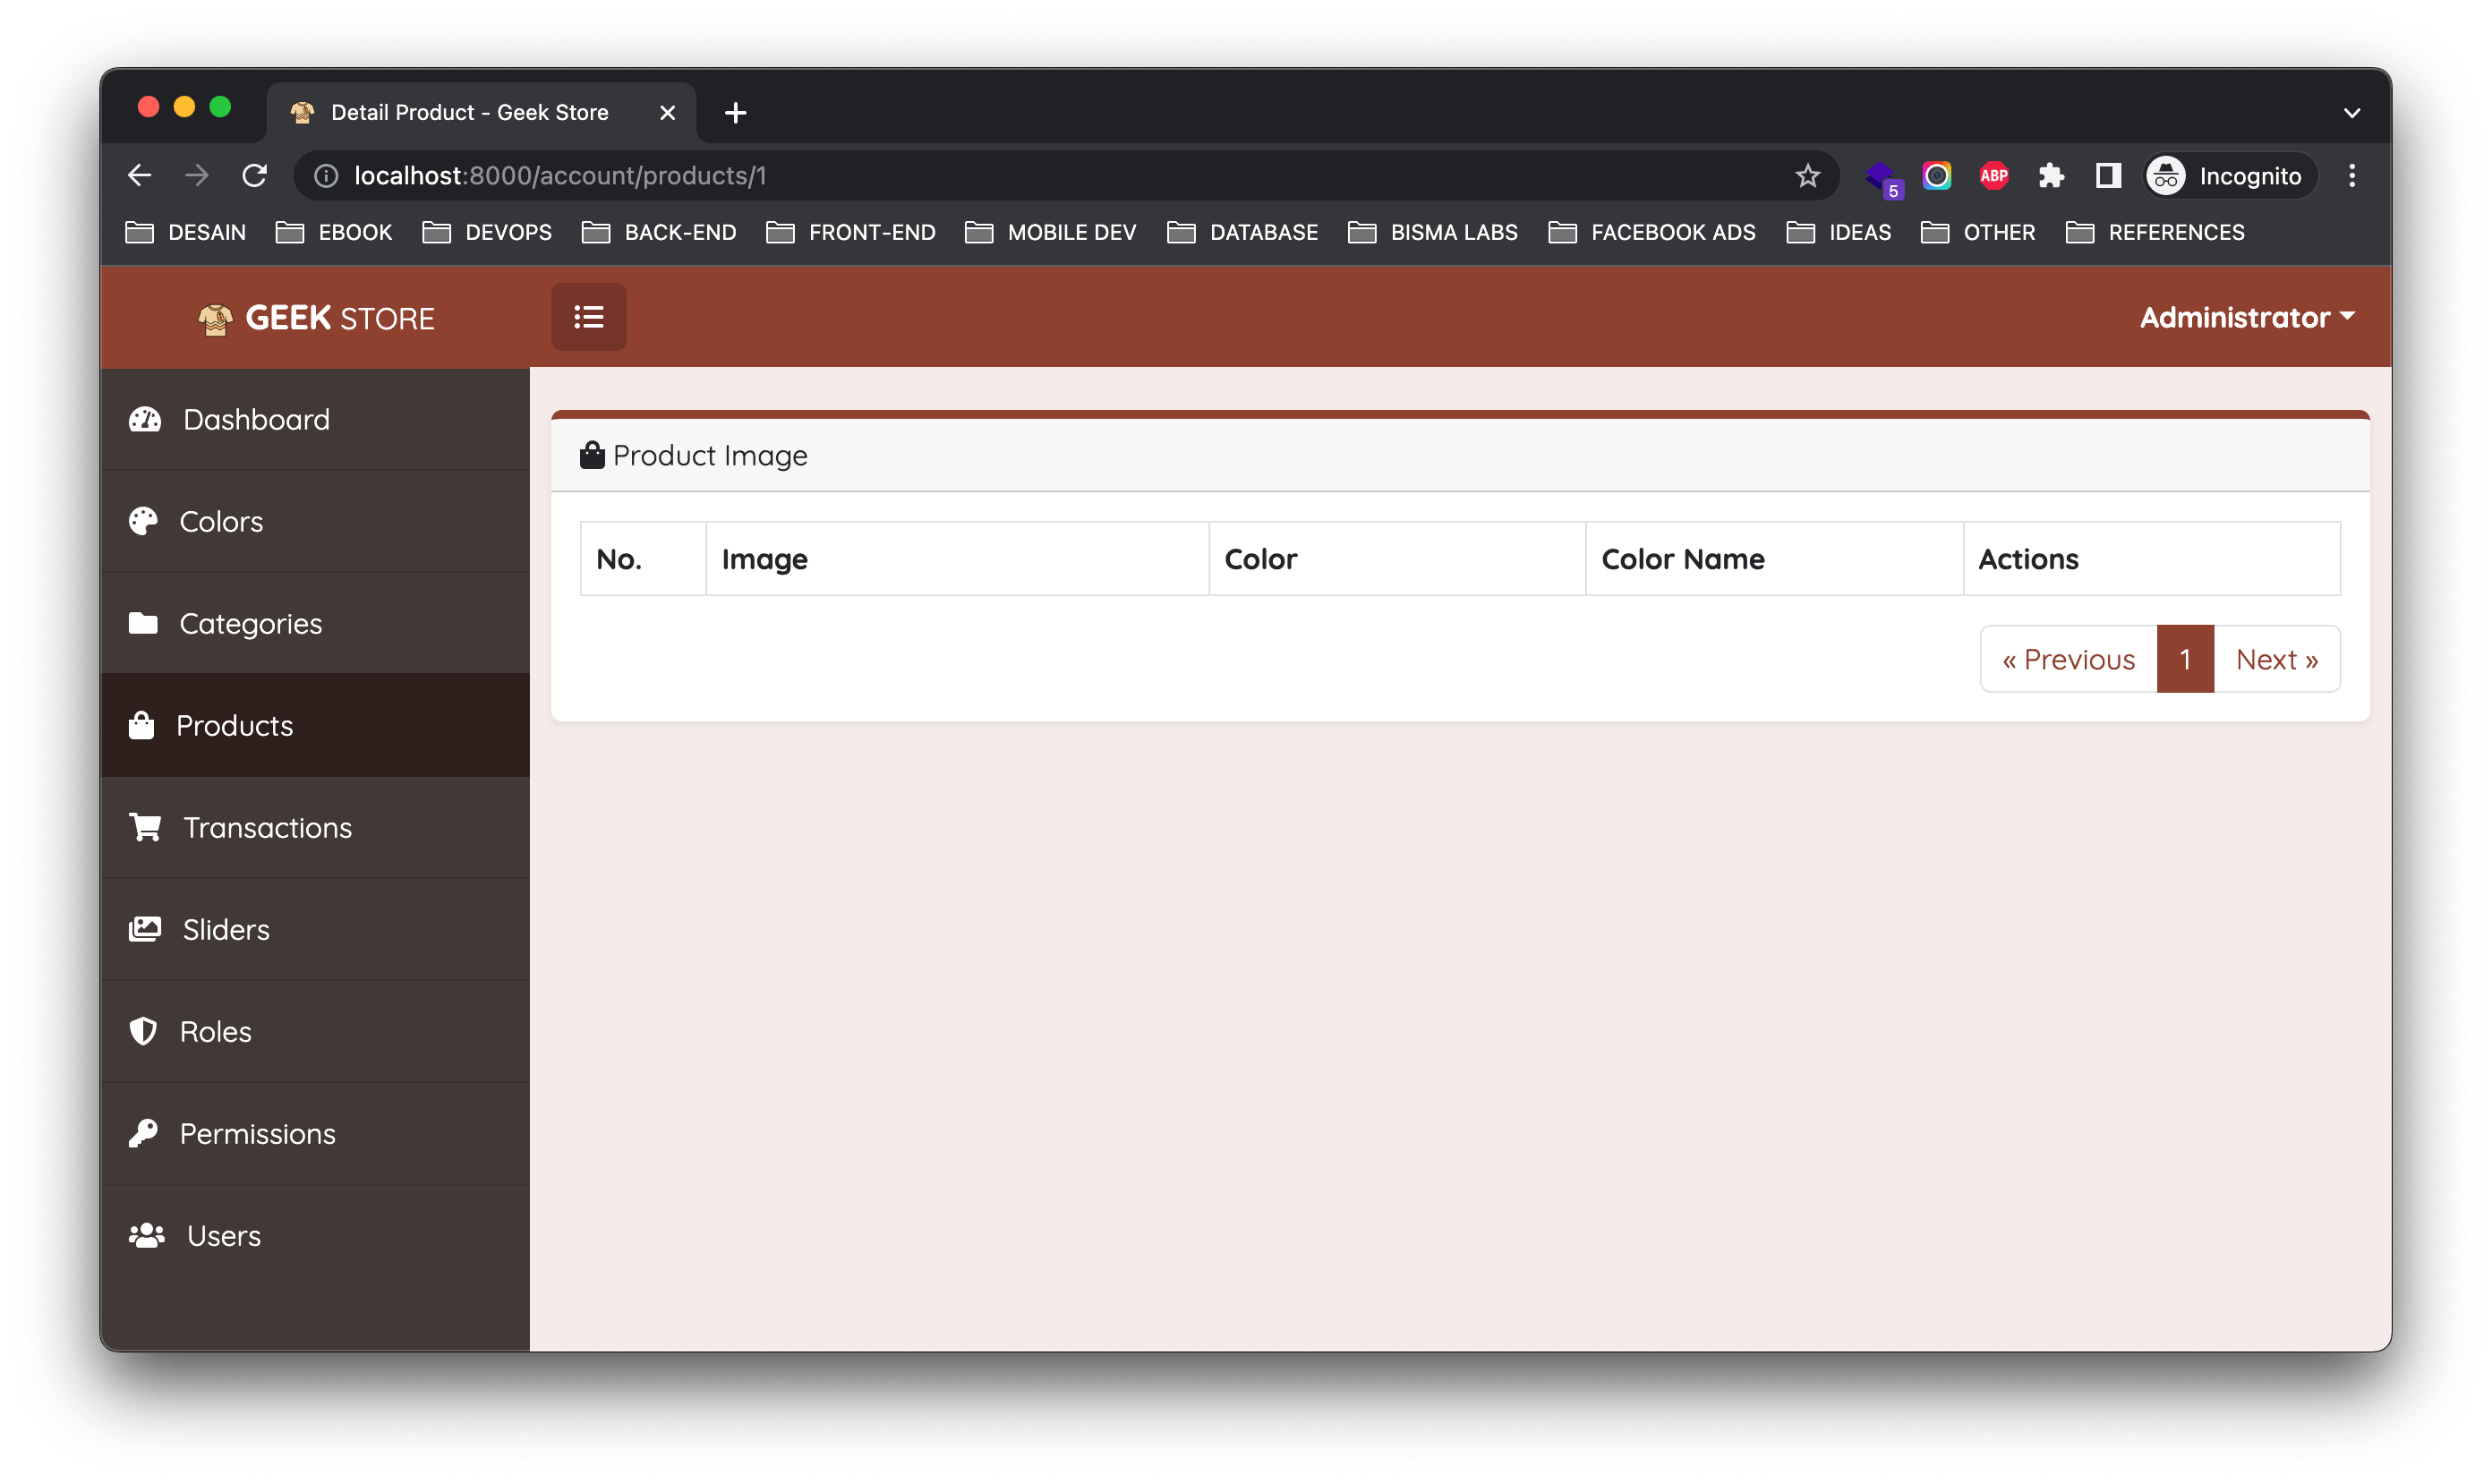 Detail Product - Geek Store
localhost:8000/account/products/1
5
ABP
Incognito
DESAIN EBOOK DEVOPS BACK-END FRONT-END MOBILE DEV DATABASE BISMA LABS FACEBOOK ADS IDEAS OTHER REFERENCES
GEEK STORE
Administrator
Dashboard
Colors
Categories
Products
Transactions
Sliders
Roles
Permissions
Users
Product Image
No. Image Color Color Name Actions
« Previous 1 Next »